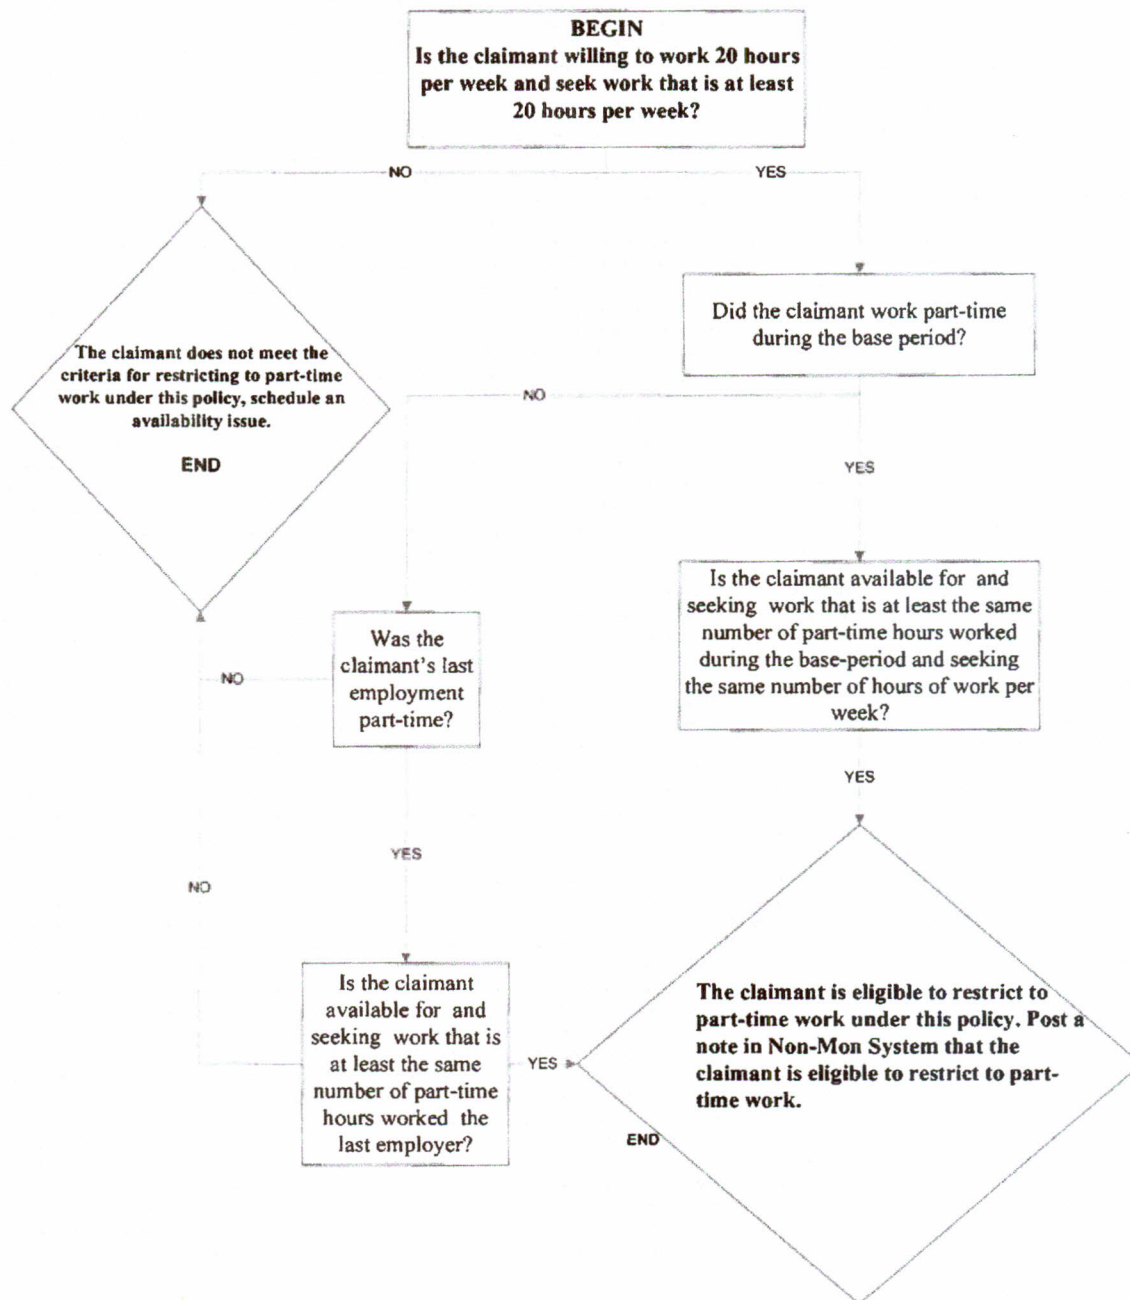 BEGIN
Is the claimant willing to work 20 hours
per week and seek work that is at least
20 hours per week?
NO
YES
Did the claimant work part-time
during the base period?
The claimant does not meet the
criteria for restricting to part-time
work under this policy, schedule an
availability issue.
END
NO
YES
Is the claimant available for and
seeking work that is at least the same
number of part-time hours worked
during the base-period and seeking
the same number of hours of work per
week?
Was the
claimant's last
employment
part-time?
NO
YES
YES
NO
Is the claimant
available for and
seeking work that is
at least the same
number of part-time
hours worked the
last employer?
YES
The claimant is eligible to restrict to
part-time work under this policy. Post a
note in Non-Mon System that the
claimant is eligible to restrict to part-
time work.
END